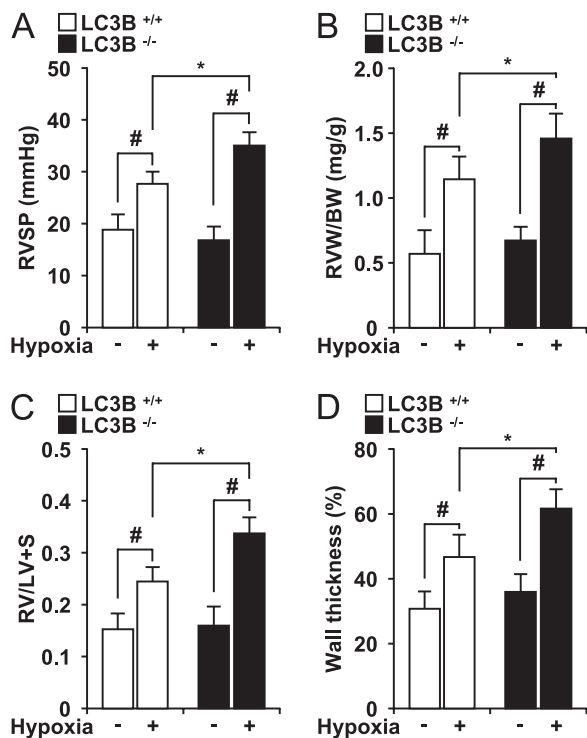 A
LC3B +/+
LC3B -/-
RVSP (mmHg)
50
40
30
20
10
0
#
#
*
Hypoxia - + - +
B
LC3B +/+
LC3B -/-
RVW/BW (mg/g)
2.0
1.5
1.0
0.5
0
#
#
*
Hypoxia - + - +
C
LC3B +/+
LC3B -/-
RV/LV+S
0.5
0.4
0.3
0.2
0.1
0
#
#
*
Hypoxia - + - +
D
LC3B +/+
LC3B -/-
Wall thickness (%)
80
60
40
30
0
#
#
*
Hypoxia - + - +